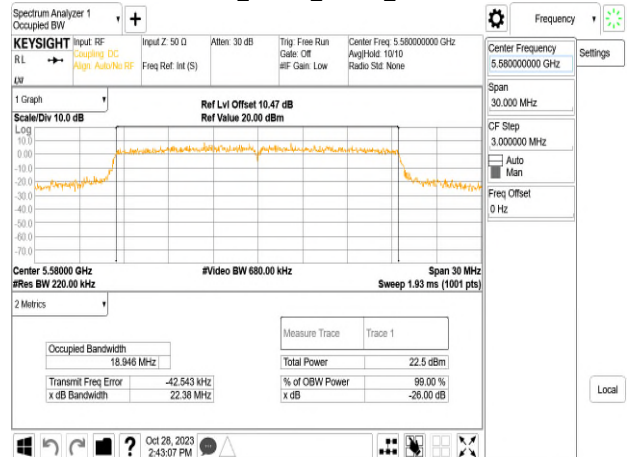 Spectrum Analyzer 1
Occupied BW
+
Frequency
KEYSIGHT
RL
Input: RF
Coupling: DC
Align: Auto/No RF
Input Z: 50 Ω
Freq Ref: Int (S)
Atten: 30 dB
Trig: Free Run
Gate: Off
#IF Gain: Low
Center Freq: 5.580000000 GHz
Avg|Hold: 10/10
Radio Std: None
Center Frequency
5.580000000 GHz
Settings
Span
30.000 MHz
CF Step
3.000000 MHz
Auto
Man
Freq Offset
0 Hz
1 Graph
Scale/Div 10.0 dB
Ref Lvl Offset 10.47 dB
Ref Value 20.00 dBm
Log
10.0
0.00
-10.0
-20.0
-30.0
-40.0
-50.0
-60.0
-70.0
Center 5.58000 GHz
#Res BW 220.00 kHz
#Video BW 680.00 kHz
Span 30 MHz
Sweep 1.93 ms (1001 pts)
2 Metrics
Measure Trace Trace 1
Occupied Bandwidth
18.946 MHz
Total Power 22.5 dBm
Transmit Freq Error -42.543 kHz
% of OBW Power 99.00 %
x dB Bandwidth 22.38 MHz
x dB -26.00 dB
Local
?
Oct 28, 2023
2:43:07 PM